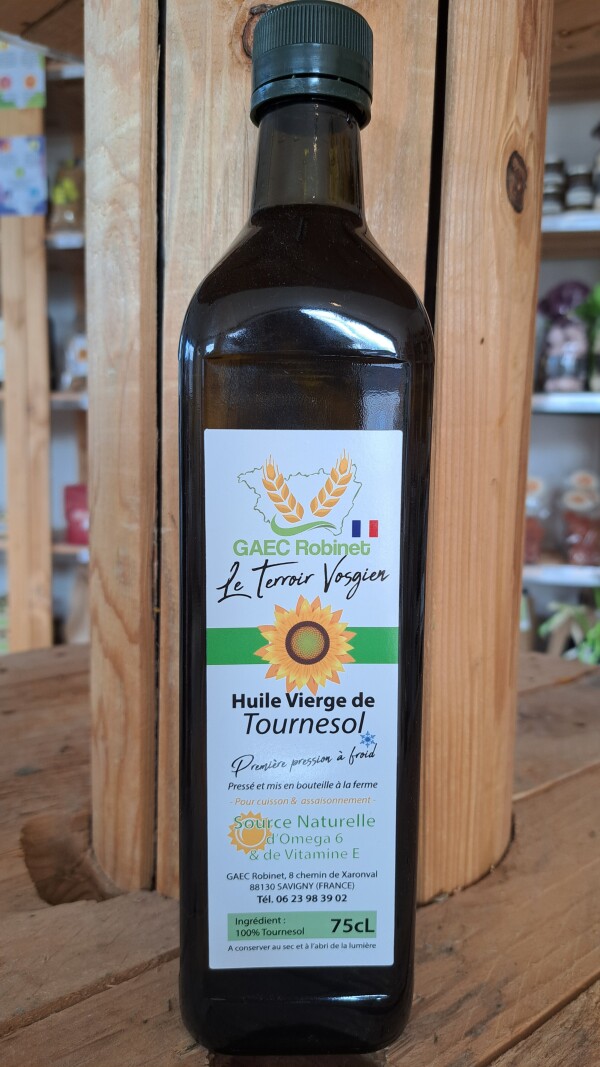 GAEC Robinet
Le Terroir Vosgien
Huile Vierge de
Tournesol
Première pression à froid
Pressé et mis en bouteille à la ferme
- Pour cuisson & assaisonnement -
Source Naturelle
d'Omega 6
& de Vitamine E
GAEC Robinet, 8 chemin de Xaronval
88130 SAVIGNY (FRANCE)
Tél. 06 23 98 39 02
Ingrédient :
100% Tournesol
75cL
A conserver au sec et à l'abri de la lumière